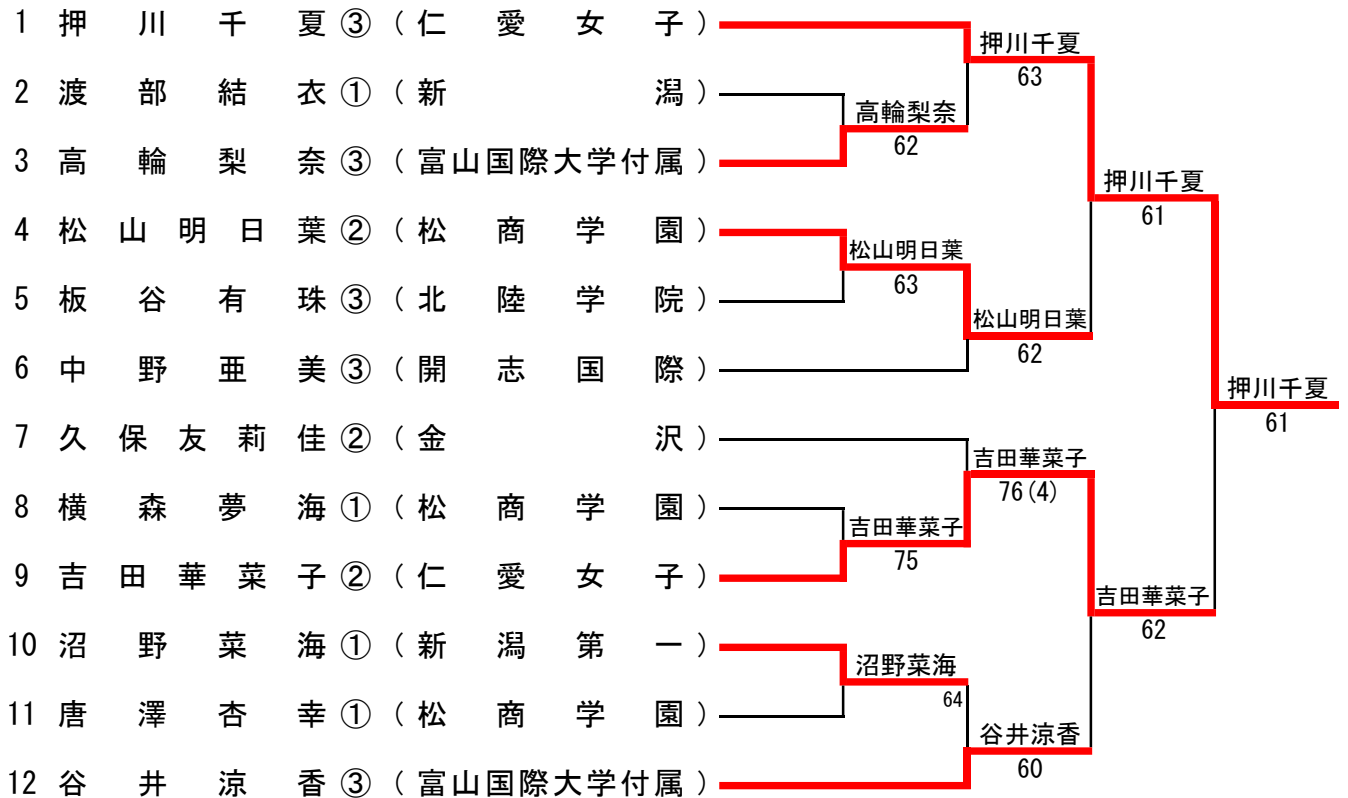 1 押川千夏③(仁愛女子)
押川千夏
63
2 渡部結衣①(新潟)
高輪梨奈
62
3 高輪梨奈③(富山国際大学付属)
押川千夏
61
4 松山明日葉②(松商学園)
松山明日葉
63
5 板谷有珠③(北陸学院)
松山明日葉
62
6 中野亜美③(開志国際)
押川千夏
61
7 久保友莉佳②(金沢)
吉田華菜子
76(4)
8 横森夢海①(松商学園)
吉田華菜子
75
9 吉田華菜子②(仁愛女子)
吉田華菜子
62
10 沼野菜海①(新潟第一)
沼野菜海
64
11 唐澤杏幸①(松商学園)
谷井涼香
60
12 谷井涼香③(富山国際大学付属)